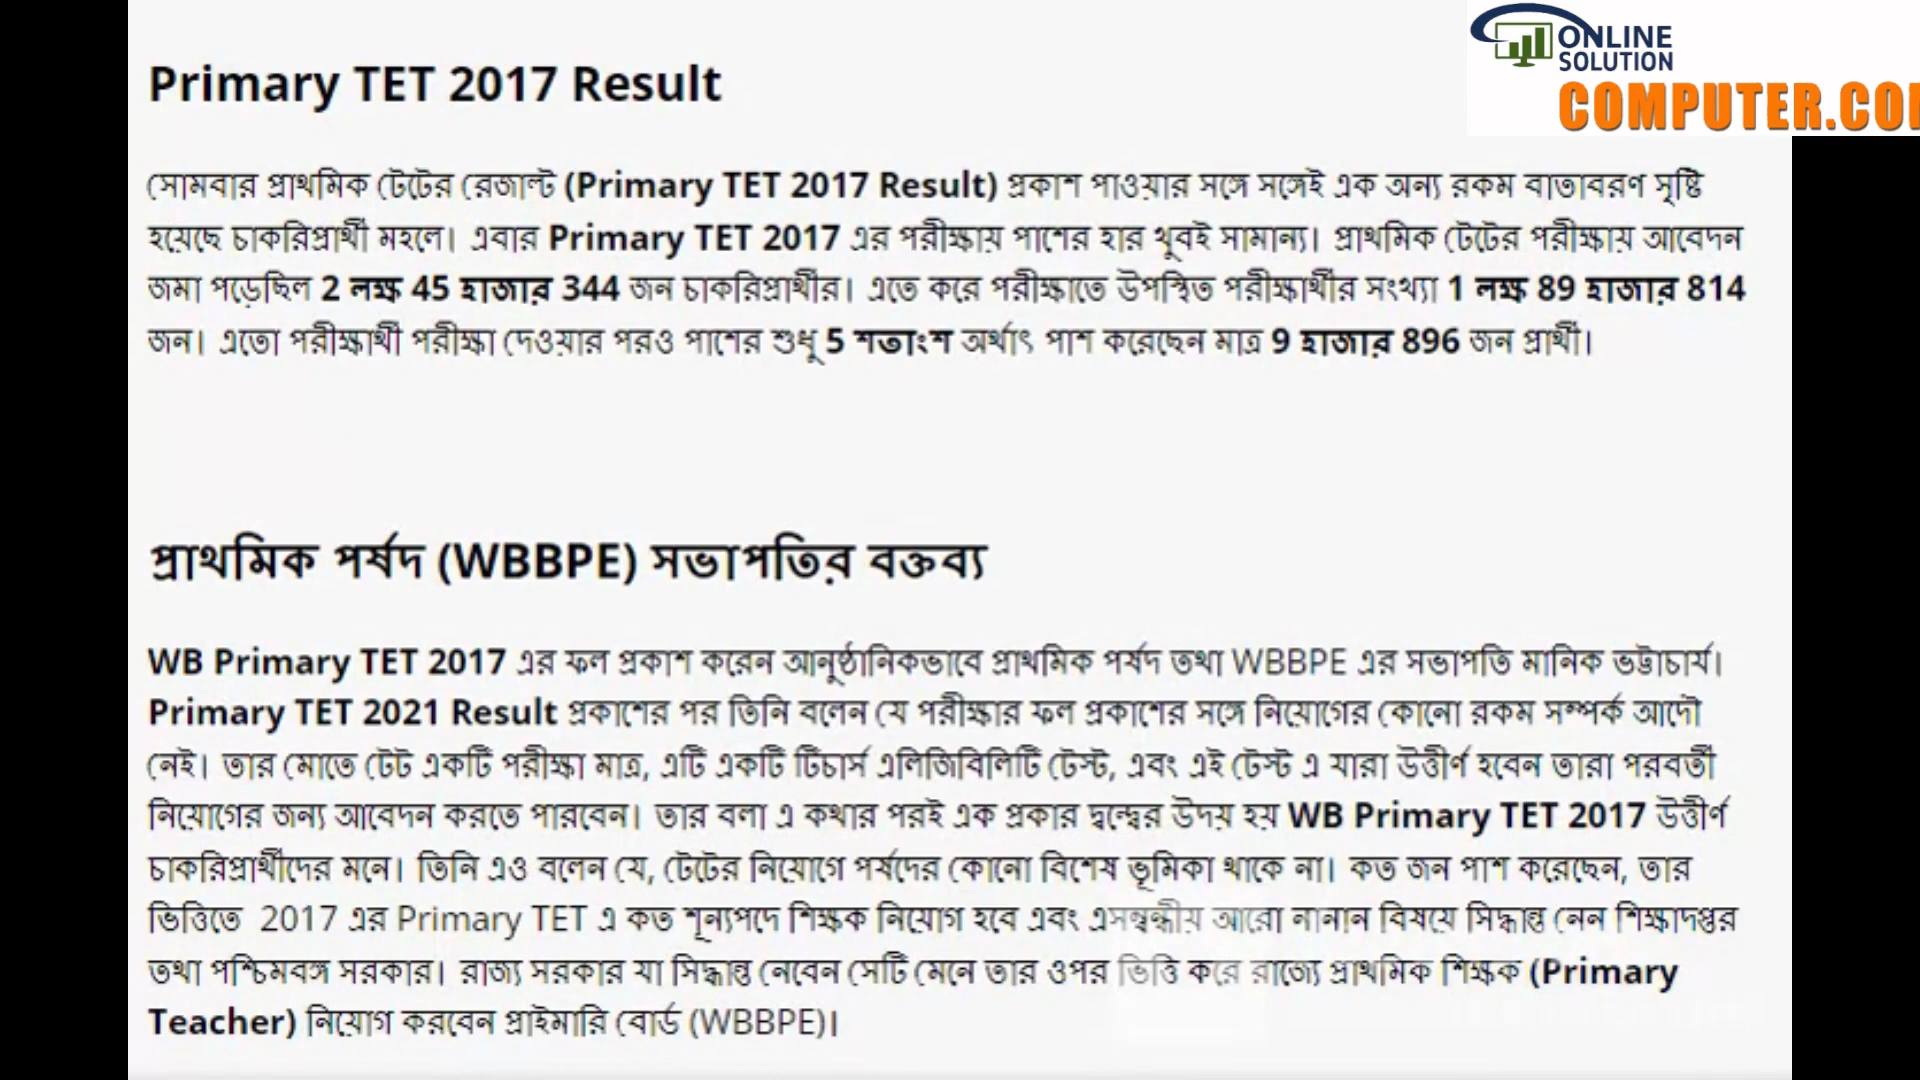 ONLINE
SOLUTION
COMPUTER.CO
Primary TET 2017 Result
সোমবার প্রাথমিক টেটের রেজাল্ট (Primary TET 2017 Result) প্রকাশ পাওয়ার সঙ্গে সঙ্গেই এক অন্য রকম বাতাবরণ সৃষ্টি
হয়েছে চাকরিপ্রার্থী মহলে। এবার Primary TET 2017 এর পরীক্ষায় পাশের হার খুবই সামান্য। প্রাথমিক টেটের পরীক্ষায় আবেদন
জমা পড়েছিল 2 লক্ষ 45 হাজার 344 জন চাকরিপ্রার্থীর। এতে করে পরীক্ষাতে উপস্থিত পরীক্ষার্থীর সংখ্যা 1 লক্ষ 89 হাজার 814
জন। এতো পরীক্ষার্থী পরীক্ষা দেওয়ার পরও পাশের শুধু 5 শতাংশ অর্থাৎ পাশ করেছেন মাত্র 9 হাজার 896 জন প্রার্থী।
প্রাথমিক পর্ষদ (WBBPE) সভাপতির বক্তব্য
WB Primary TET 2017 এর ফল প্রকাশ করেন আনুষ্ঠানিকভাবে প্রাথমিক পর্ষদ তথা WBBPE এর সভাপতি মানিক ভট্টাচার্য।
Primary TET 2021 Result প্রকাশের পর তিনি বলেন যে পরীক্ষার ফল প্রকাশের সঙ্গে নিয়োগের কোনো রকম সম্পর্ক আদৌ
নেই। তার মোতে টেট একটি পরীক্ষা মাত্র, এটি একটি টিচার্স এলিজিবিলিটি টেস্ট, এবং এই টেস্ট এ যারা উত্তীর্ণ হবেন তারা পরবর্তী
নিয়োগের জন্য আবেদন করতে পারবেন। তার বলা এ কথার পরই এক প্রকার দ্বন্দ্বের উদয় হয় WB Primary TET 2017 উত্তীর্ণ
চাকরিপ্রার্থীদের মনে। তিনি এও বলেন যে, টেটের নিয়োগে পর্ষদের কোনো বিশেষ ভূমিকা থাকে না। কত জন পাশ করেছেন, তার
ভিত্তিতে 2017 এর Primary TET এ কত শূন্যপদে শিক্ষক নিয়োগ হবে এবং এসম্বন্ধীয় আরো নানান বিষয়ে সিদ্ধান্ত নেন শিক্ষাদপ্তর
তথা পশ্চিমবঙ্গ সরকার। রাজ্য সরকার যা সিদ্ধান্ত নেবেন সেটি মেনে তার ওপর ভিত্তি করে রাজ্যে প্রাথমিক শিক্ষক (Primary
Teacher) নিয়োগ করবেন প্রাইমারি বোর্ড (WBBPE)।